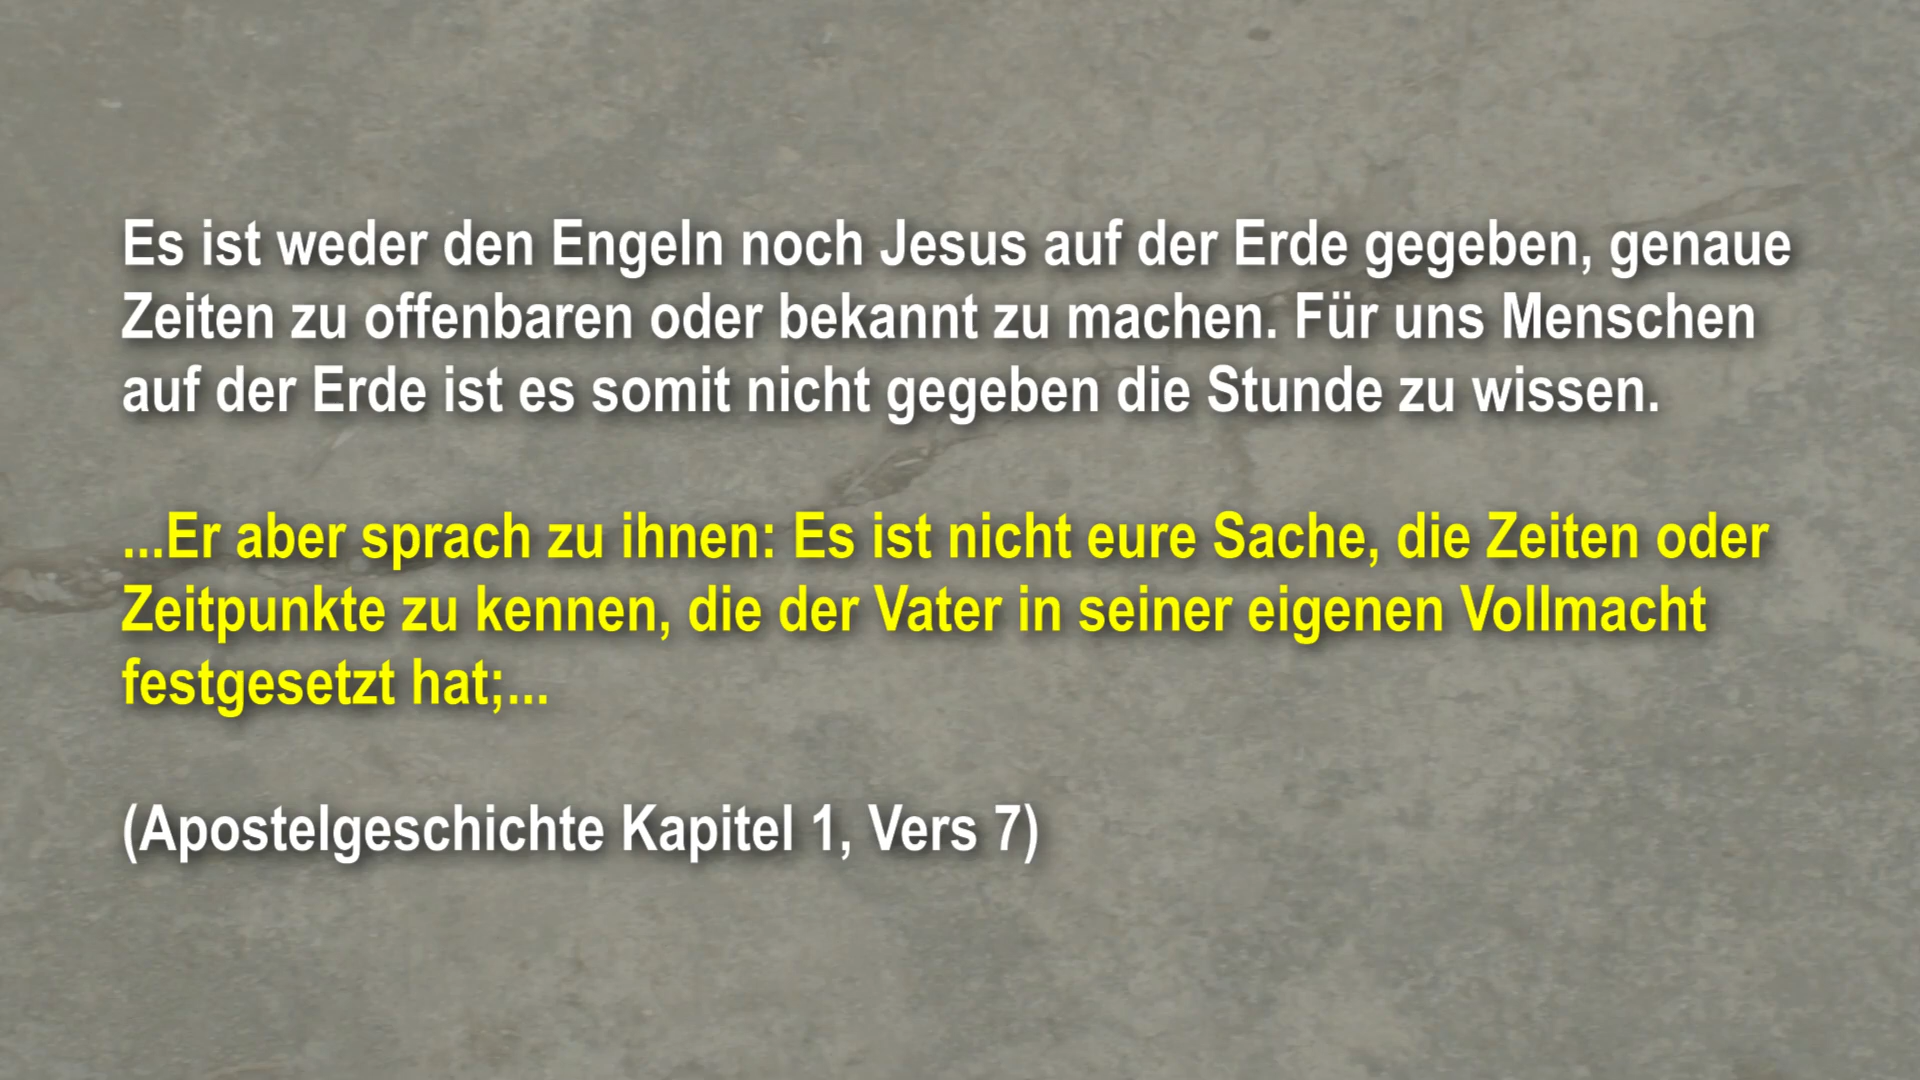 Es ist weder den Engeln noch Jesus auf der Erde gegeben, genaue
Zeiten zu offenbaren oder bekannt zu machen. Für uns Menschen
auf der Erde ist es somit nicht gegeben die Stunde zu wissen.
...Er aber sprach zu ihnen: Es ist nicht eure Sache, die Zeiten oder
Zeitpunkte zu kennen, die der Vater in seiner eigenen Vollmacht
festgesetzt hat;...
(Apostelgeschichte Kapitel 1, Vers 7)